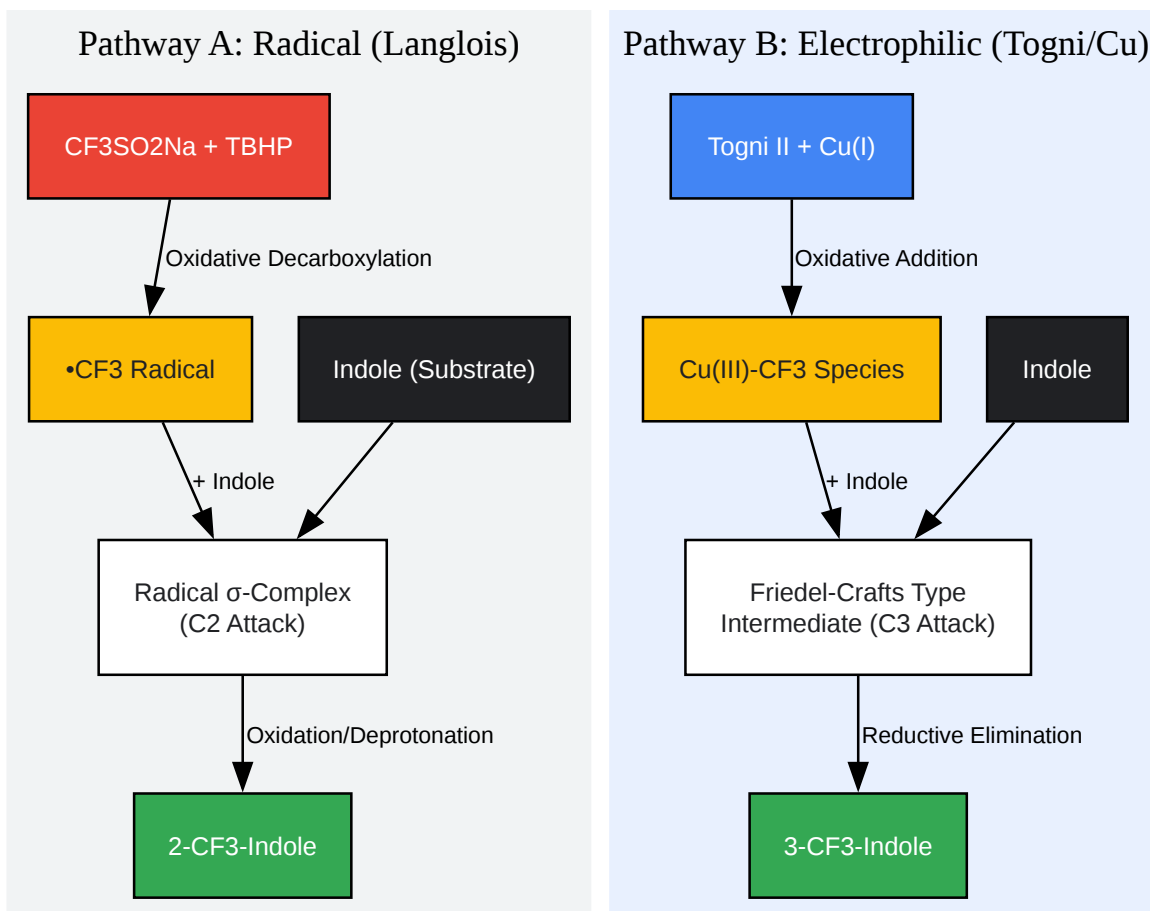 Pathway A: Radical (Langlois)
CF3SO2Na + TBHP
Oxidative Decarboxylation
•CF3 Radical
Indole (Substrate)
+ Indole
Radical σ-Complex
(C2 Attack)
Oxidation/Deprotonation
2-CF3-Indole
Pathway B: Electrophilic (Togni/Cu)
Togni II + Cu(I)
Oxidative Addition
Cu(III)-CF3 Species
Indole
+ Indole
Friedel-Crafts Type
Intermediate (C3 Attack)
Reductive Elimination
3-CF3-Indole